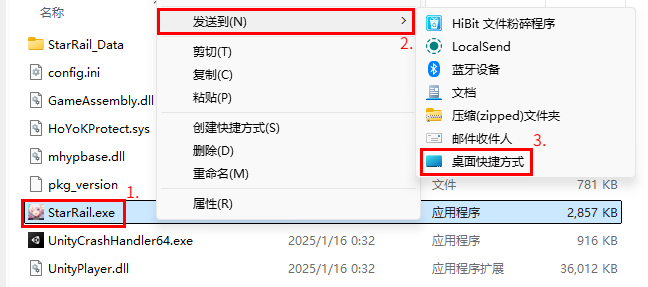 StarRail_Data
config.ini
GameAssembly.dll
HoYoKProtect.sys
mhypbase.dll
pkg_version
StarRail.exe
UnityCrashHandler64.exe
UnityPlayer.dll
1.
发送到(N)
2.
剪切(T)
复制(C)
粘贴(P)
创建快捷方式(S)
删除(D)
重命名(M)
属性(R)
HiBit 文件粉碎程序
LocalSend
蓝牙设备
文档
压缩(zipped)文件夹
邮件收件人
3.
桌面快捷方式
文件 781 KB
应用程序 2,857 KB
2025/1/16 0:32 应用程序 916 KB
2025/1/16 0:32 应用程序扩展 36,012 KB